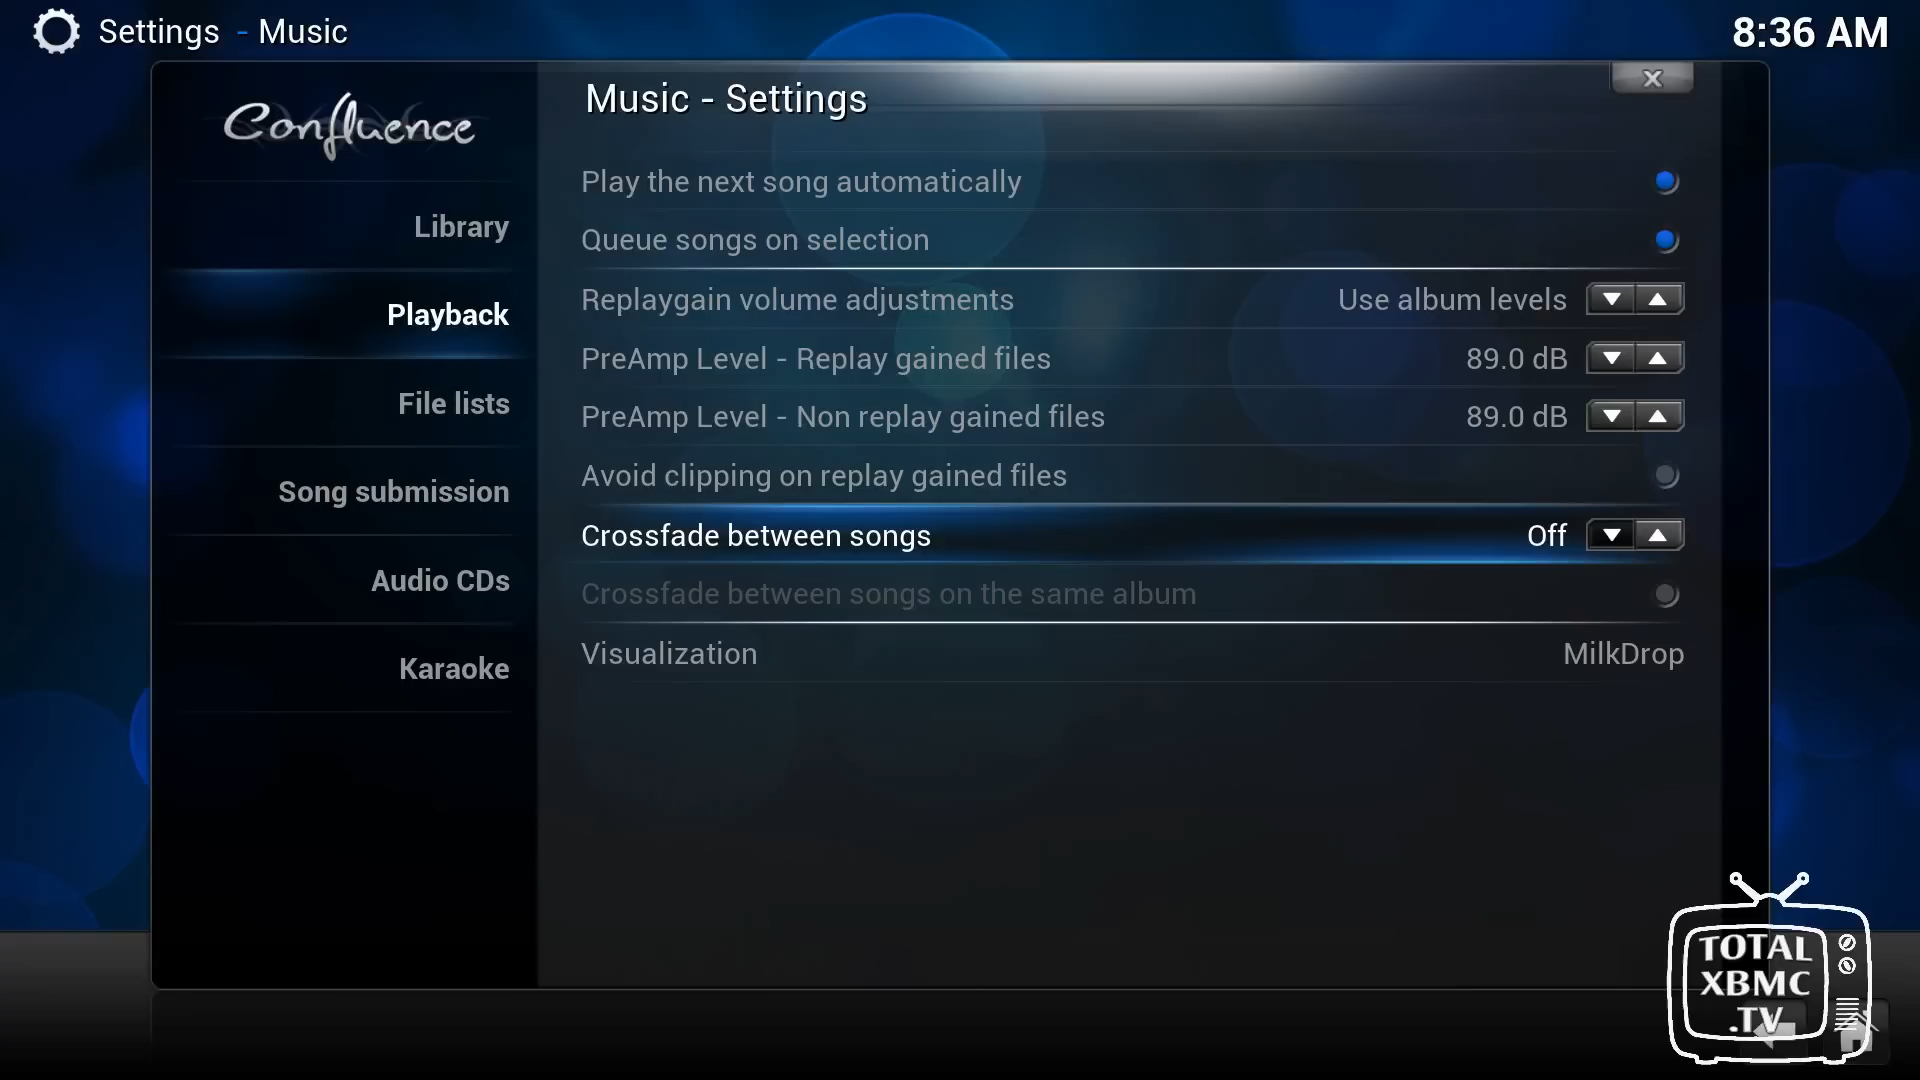 Settings - Music
8:36 AM
Confluence
Library
Playback
File lists
Song submission
Audio CDs
Karaoke
Music - Settings
X
Play the next song automatically
Queue songs on selection
Replaygain volume adjustments Use album levels
PreAmp Level - Replay gained files 89.0 dB
PreAmp Level - Non replay gained files 89.0 dB
Avoid clipping on replay gained files
Crossfade between songs Off
Crossfade between songs on the same album
Visualization MilkDrop
TOTAL
XBMC
.TV